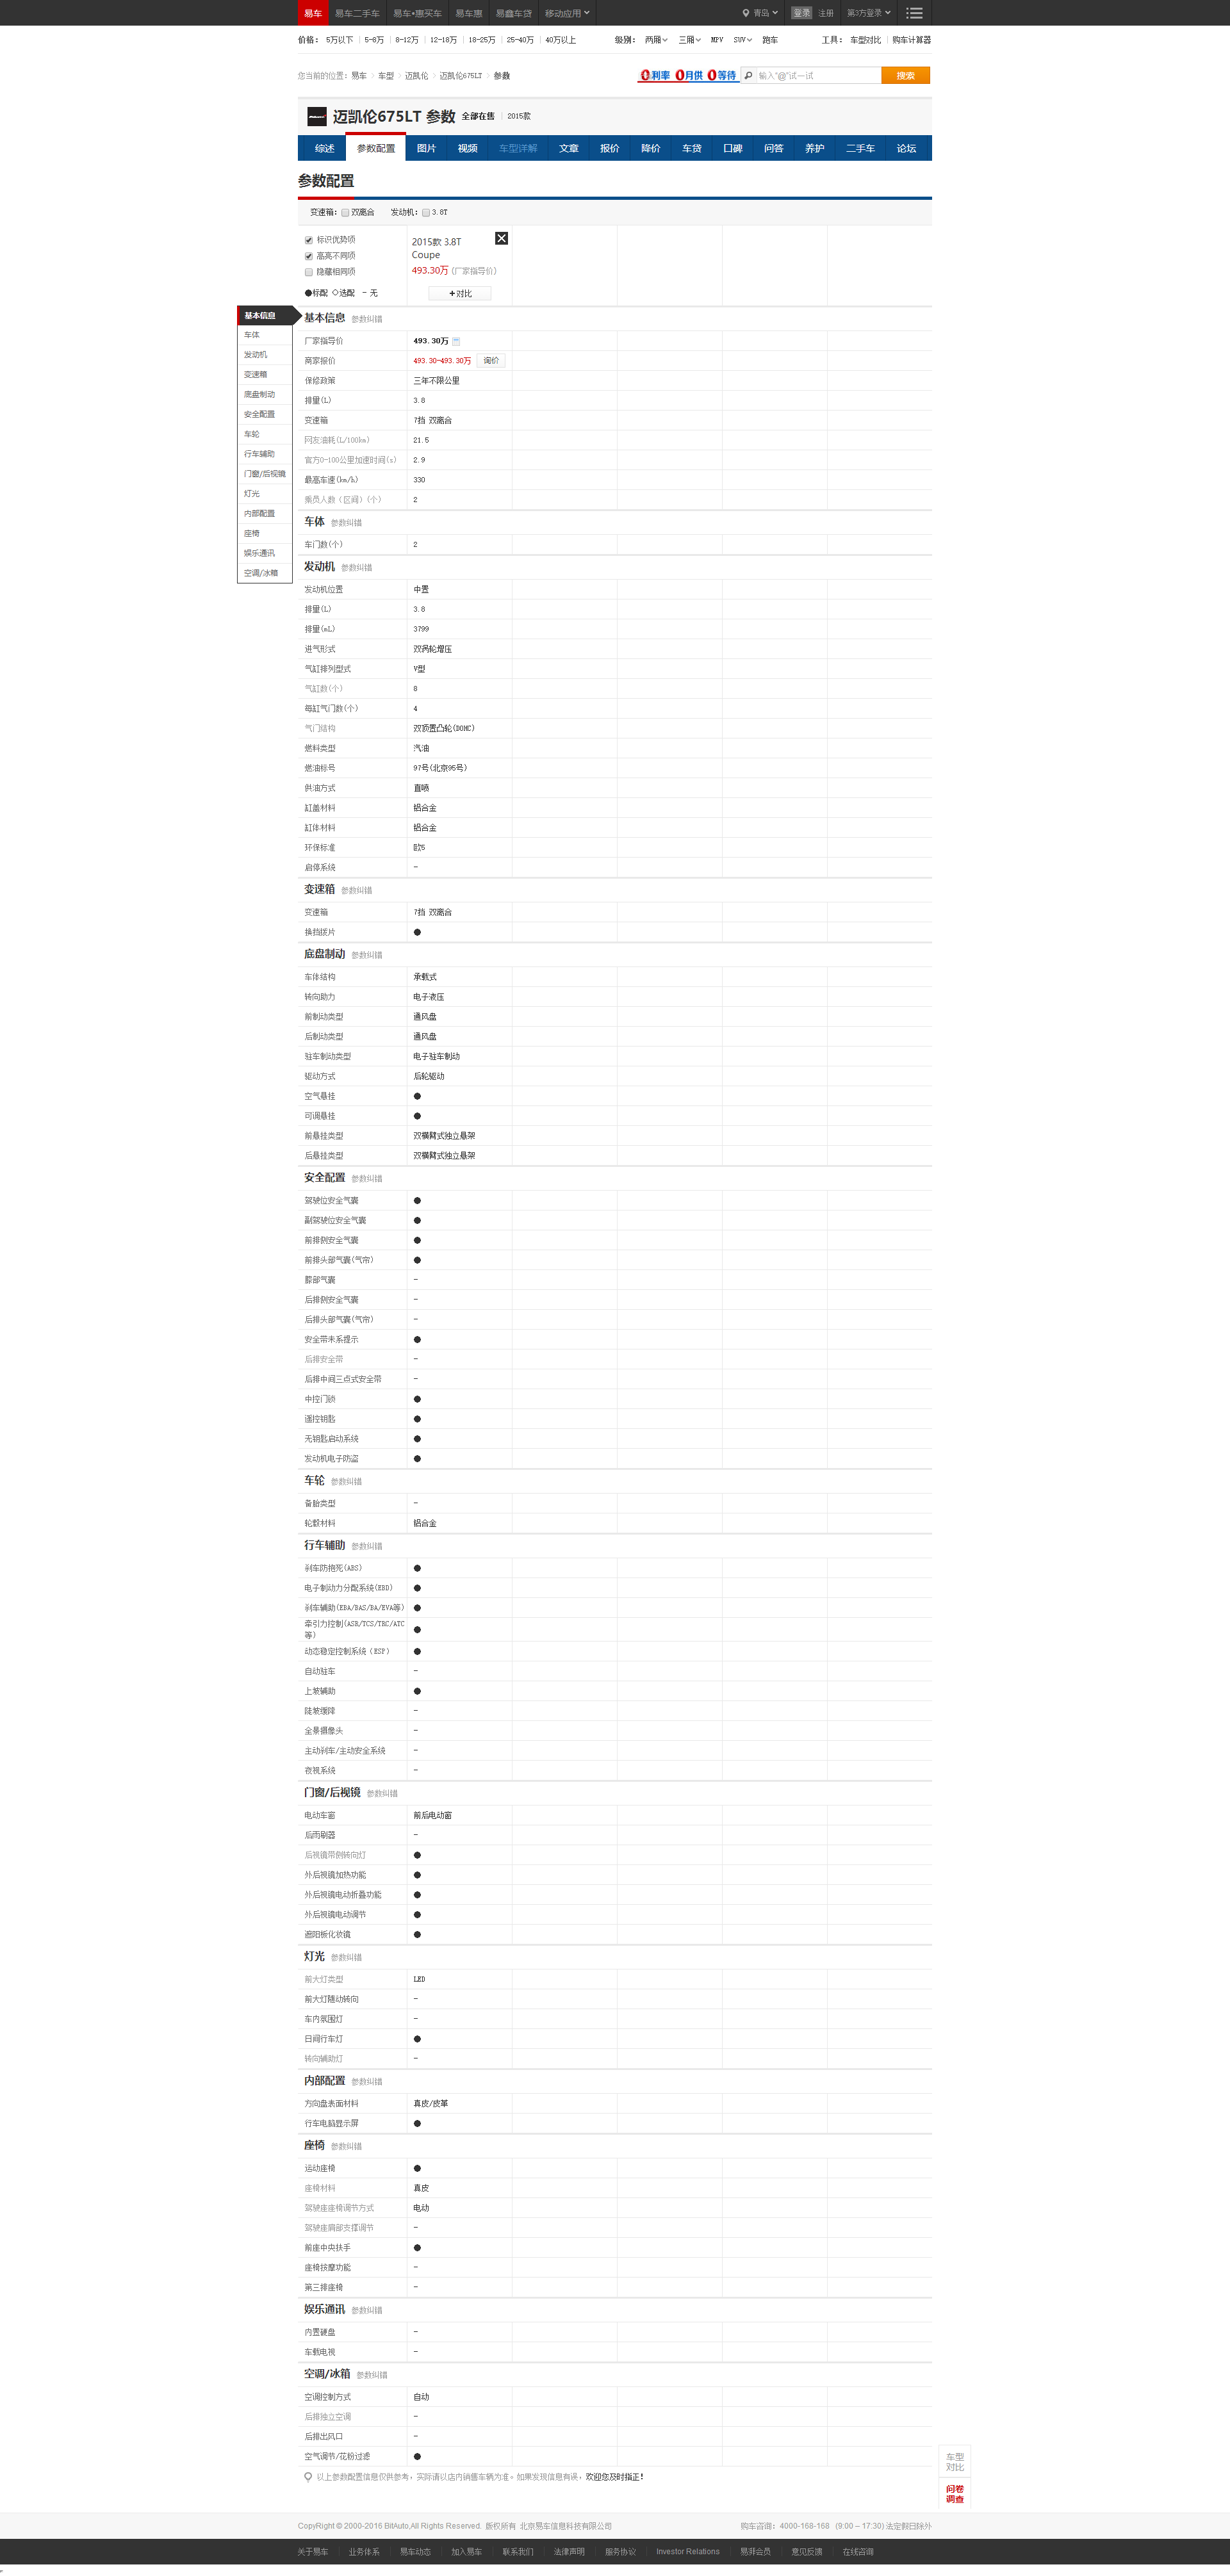 易车 易车二手车 易车•惠买车 易车惠 易鑫车贷 移动应用 青岛 登录 注册 第3方登录
价格： 5万以下 5-8万 8-12万 12-18万 18-25万 25-40万 40万以上 级别： 两厢 三厢 MPV SUV 跑车 工具： 车型对比 购车计算器
您当前的位置：易车 > 车型 > 迈凯伦 > 迈凯伦675LT > 参数 0利率 0月供 0等待 输入"@"试一试 搜索
迈凯伦675LT 参数 全部在售 2015款
综述 参数配置 图片 视频 车型详解 文章 报价 降价 车贷 口碑 问答 养护 二手车 论坛
参数配置
变速箱： 双离合 发动机： 3.8T
标识优势项
高亮不同项
隐藏相同项
●标配 ○选配 - 无
2015款 3.8T
Coupe
493.30万 (厂家指导价)
+对比
基本信息
车体
发动机
变速箱
底盘制动
安全配置
车轮
行车辅助
门窗/后视镜
灯光
内部配置
座椅
娱乐通讯
空调/冰箱
基本信息 参数纠错
厂家指导价 493.30万
商家报价 493.30-493.30万 询价
保修政策 三年不限公里
排量(L) 3.8
变速箱 7挡 双离合
网友油耗(L/100km) 21.5
官方0-100公里加速时间(s) 2.9
最高车速(km/h) 330
乘员人数（区间）(个) 2
车体 参数纠错
车门数(个) 2
发动机 参数纠错
发动机位置 中置
排量(L) 3.8
排量(mL) 3799
进气形式 双涡轮增压
气缸排列型式 V型
气缸数(个) 8
每缸气门数(个) 4
气门结构 双顶置凸轮(DOHC)
燃料类型 汽油
燃油标号 97号(北京95号)
供油方式 直喷
缸盖材料 铝合金
缸体材料 铝合金
环保标准 欧5
启停系统 -
变速箱 参数纠错
变速箱 7挡 双离合
换挡拨片 ●
底盘制动 参数纠错
车体结构 承载式
转向助力 电子液压
前制动类型 通风盘
后制动类型 通风盘
驻车制动类型 电子驻车制动
驱动方式 后轮驱动
空气悬挂 ●
可调悬挂 ●
前悬挂类型 双横臂式独立悬架
后悬挂类型 双横臂式独立悬架
安全配置 参数纠错
驾驶位安全气囊 ●
副驾驶位安全气囊 ●
前排侧安全气囊 ●
前排头部气囊(气帘) ●
膝部气囊 -
后排侧安全气囊 -
后排头部气囊(气帘) -
安全带未系提示 ●
后排安全带 -
后排中间三点式安全带 -
中控门锁 ●
遥控钥匙 ●
无钥匙启动系统 ●
发动机电子防盗 ●
车轮 参数纠错
备胎类型 -
轮毂材料 铝合金
行车辅助 参数纠错
刹车防抱死(ABS) ●
电子制动力分配系统(EBD) ●
刹车辅助(EBA/BAS/BA/EVA等) ●
牵引力控制(ASR/TCS/TRC/ATC
等) ●
动态稳定控制系统（ESP） ●
自动驻车 -
上坡辅助 ●
陡坡缓降 -
全景摄像头 -
主动刹车/主动安全系统 -
夜视系统 -
门窗/后视镜 参数纠错
电动车窗 前后电动窗
后雨刷器 -
后视镜带侧转向灯 ●
外后视镜加热功能 ●
外后视镜电动折叠功能 ●
外后视镜电动调节 ●
遮阳板化妆镜 ●
灯光 参数纠错
前大灯类型 LED
前大灯随动转向 -
车内氛围灯 -
日间行车灯 ●
转向辅助灯 -
内部配置 参数纠错
方向盘表面材料 真皮/皮革
行车电脑显示屏 ●
座椅 参数纠错
运动座椅 ●
座椅材料 真皮
驾驶座座椅调节方式 电动
驾驶座肩部支撑调节 -
前座中央扶手 ●
座椅按摩功能 -
第三排座椅 -
娱乐通讯 参数纠错
内置硬盘 -
车载电视 -
空调/冰箱 参数纠错
空调控制方式 自动
后排独立空调 -
后排出风口 -
空气调节/花粉过滤 ●
以上参数配置信息仅供参考，实际请以店内销售车辆为准。如果发现信息有误，欢迎您及时指正！
车型
对比
问卷
调查
CopyRight © 2000-2016 BitAuto,All Rights Reserved. 版权所有 北京易车信息科技有限公司 购车咨询：4000-168-168 (9:00 – 17:30) 法定假日除外
关于易车 业务体系 易车动态 加入易车 联系我们 法律声明 服务协议 Investor Relations 易湃会员 意见反馈 在线咨询